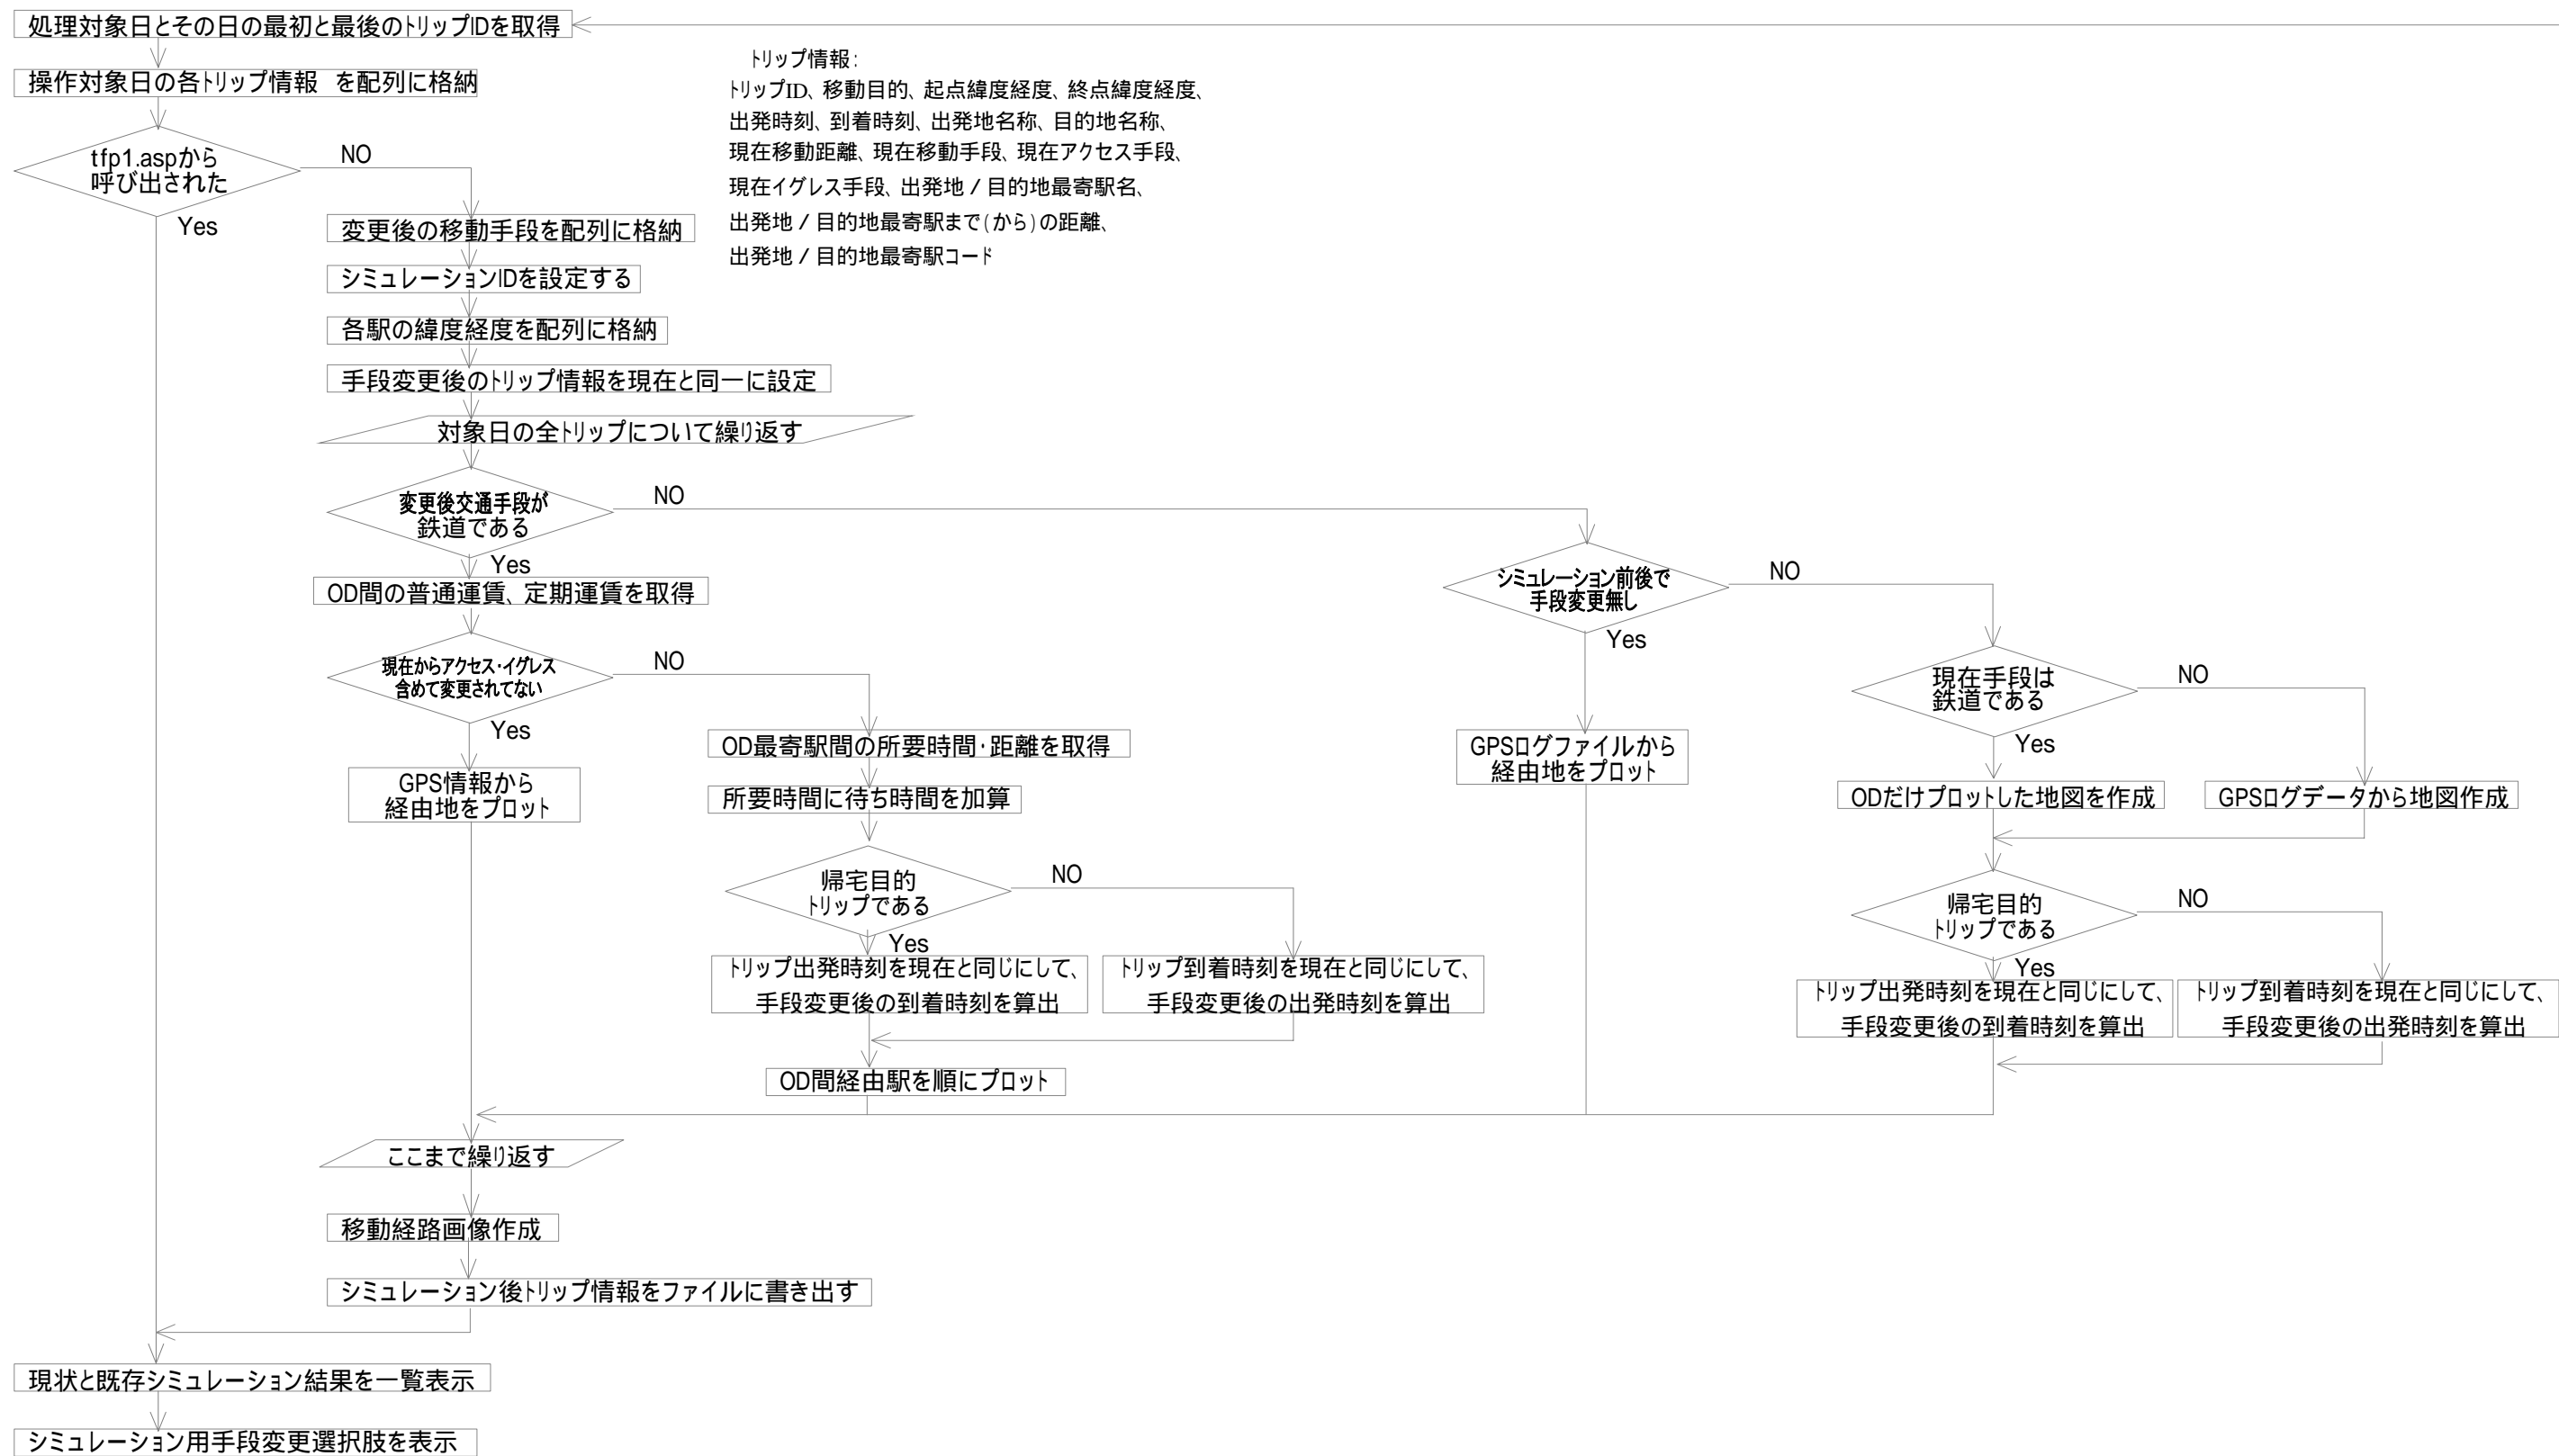 処理対象日とその日の最初と最後のトリップIDを取得
操作対象日の各トリップ情報　を配列に格納
トリップ情報：
トリップID、移動目的、起点緯度経度、終点緯度経度、
出発時刻、到着時刻、出発地名称、目的地名称、
現在移動距離、現在移動手段、現在アクセス手段、
現在イグレス手段、出発地／目的地最寄駅名、
出発地／目的地最寄駅まで（から）の距離、
出発地／目的地最寄駅コード
tfp1.aspから
呼び出された
NO
Yes
変更後の移動手段を配列に格納
シミュレーションIDを設定する
各駅の緯度経度を配列に格納
手段変更後のトリップ情報を現在と同一に設定
対象日の全トリップについて繰り返す
変更後交通手段が
鉄道である
NO
Yes
OD間の普通運賃、定期運賃を取得
現在からアクセス・イグレス
含めて変更されてない
NO
Yes
GPS情報から
経由地をプロット
OD最寄駅間の所要時間・距離を取得
所要時間に待ち時間を加算
帰宅目的
トリップである
NO
Yes
トリップ出発時刻を現在と同じにして、
手段変更後の到着時刻を算出
トリップ到着時刻を現在と同じにして、
手段変更後の出発時刻を算出
OD間経由駅を順にプロット
シミュレーション前後で
手段変更無し
NO
Yes
GPSログファイルから
経由地をプロット
現在手段は
鉄道である
NO
Yes
ODだけプロットした地図を作成
GPSログデータから地図作成
帰宅目的
トリップである
NO
Yes
トリップ出発時刻を現在と同じにして、
手段変更後の到着時刻を算出
トリップ到着時刻を現在と同じにして、
手段変更後の出発時刻を算出
ここまで繰り返す
移動経路画像作成
シミュレーション後トリップ情報をファイルに書き出す
現状と既存シミュレーション結果を一覧表示
シミュレーション用手段変更選択肢を表示